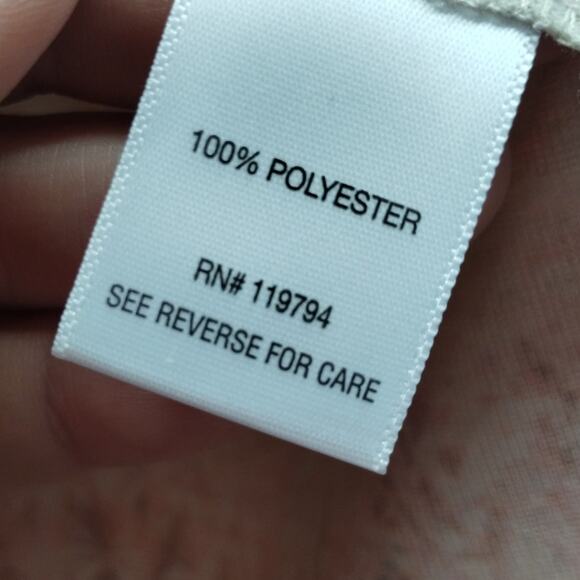 100% POLYESTER
RN# 119794
SEE REVERSE FOR CARE